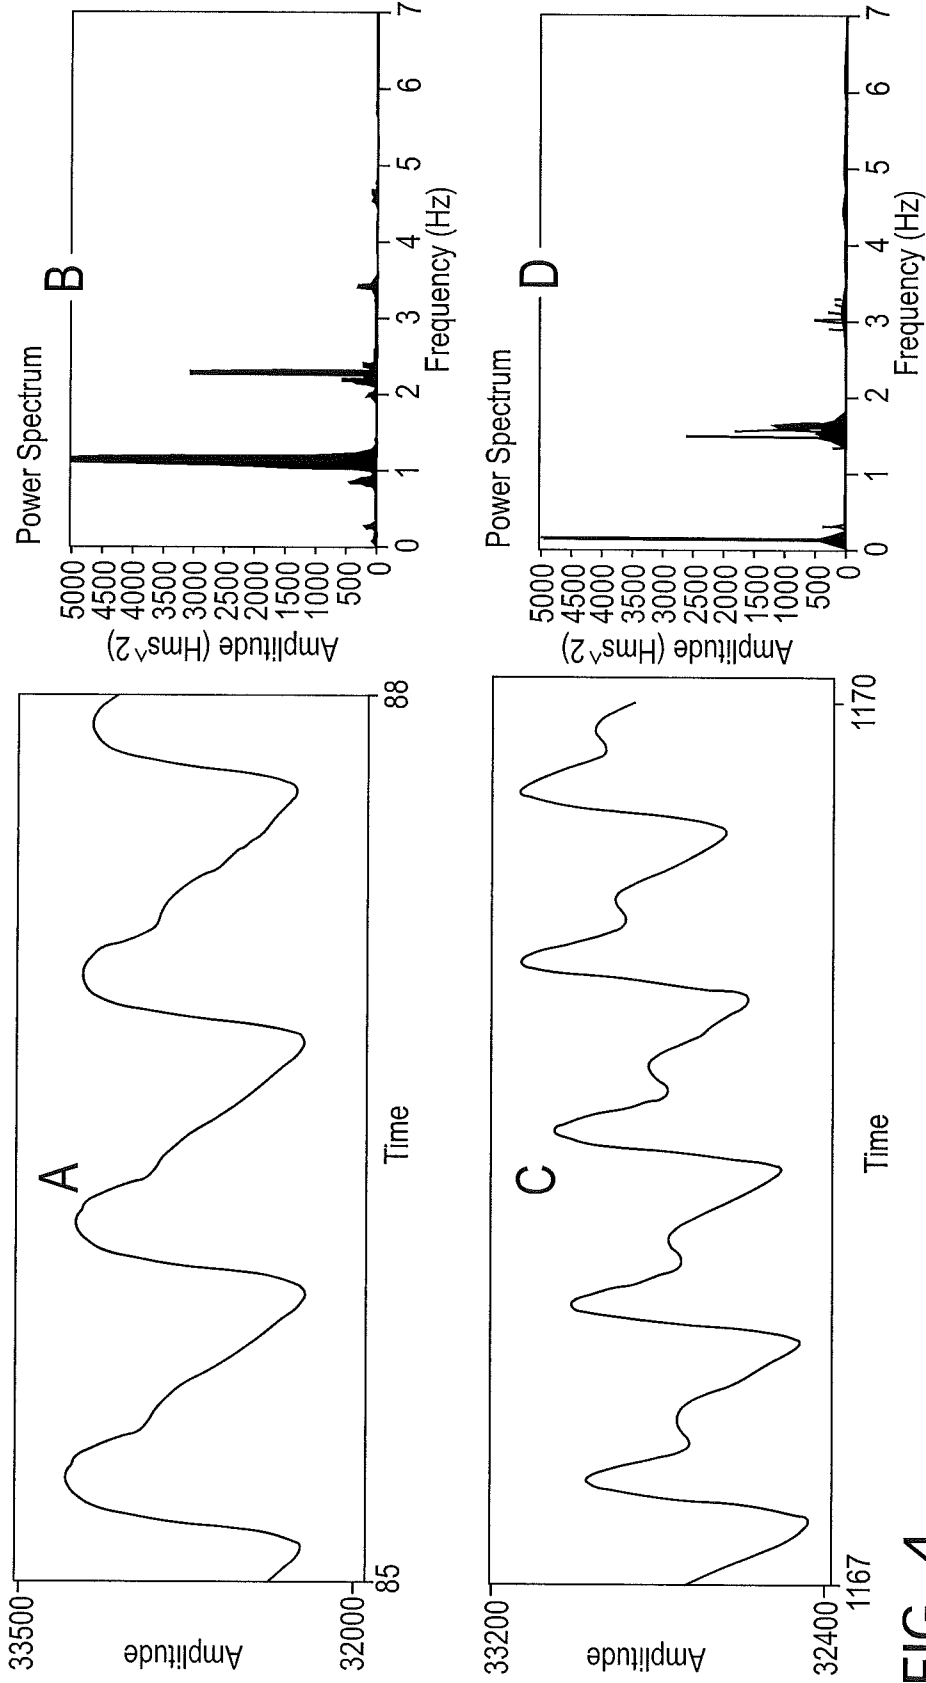 A
33500
32000
Amplitude
85
88
Time
Power Spectrum
B
5000
4500
4000
3500
3000
2500
2000
1500
1000
500
0
Amplitude (Hms^2)
0 1 2 3 4 5 6 7
Frequency (Hz)
C
33200
32400
Amplitude
1167
1170
Time
Power Spectrum
D
5000
4500
4000
3500
3000
2500
2000
1500
1000
500
0
Amplitude (Hms^2)
0 1 2 3 4 5 6 7
Frequency (Hz)
FIG. 4